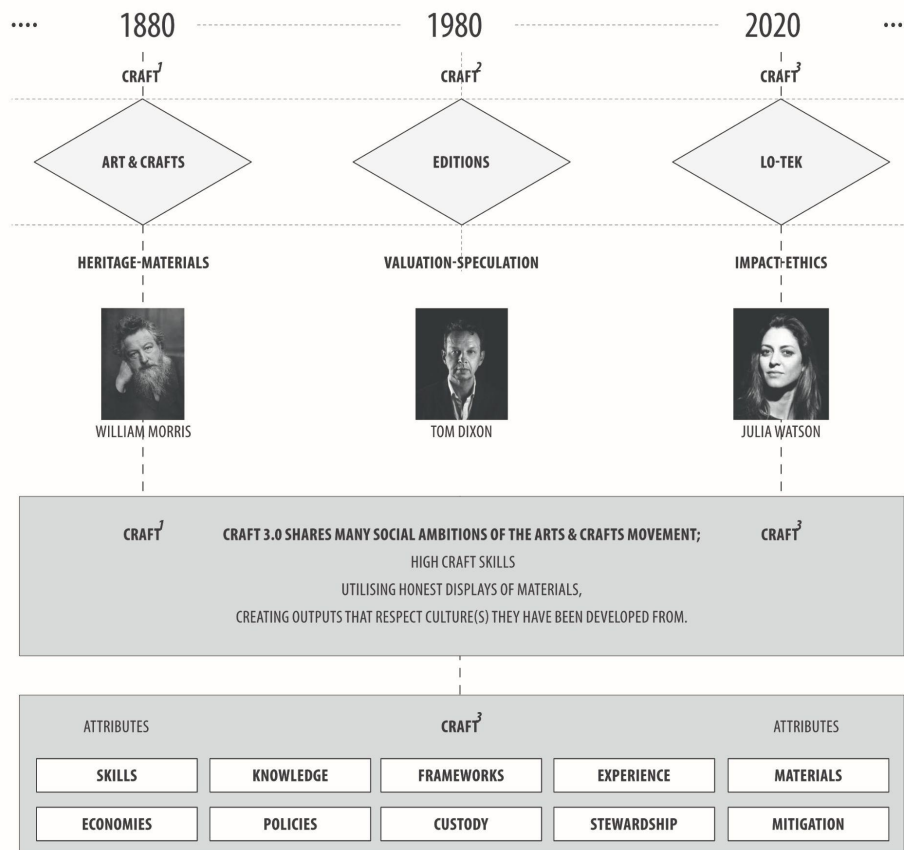 .... 1880 1980 2020 ...
CRAFT¹ CRAFT² CRAFT³
ART & CRAFTS EDITIONS LO-TEK
HERITAGE-MATERIALS VALUATION-SPECULATION IMPACT-ETHICS
WILLIAM MORRIS TOM DIXON JULIA WATSON
CRAFT¹ CRAFT 3.0 SHARES MANY SOCIAL AMBITIONS OF THE ARTS & CRAFTS MOVEMENT; CRAFT³
HIGH CRAFT SKILLS
UTILISING HONEST DISPLAYS OF MATERIALS,
CREATING OUTPUTS THAT RESPECT CULTURE(S) THEY HAVE BEEN DEVELOPED FROM.
ATTRIBUTES CRAFT³ ATTRIBUTES
SKILLS KNOWLEDGE FRAMEWORKS EXPERIENCE MATERIALS
ECONOMIES POLICIES CUSTODY STEWARDSHIP MITIGATION